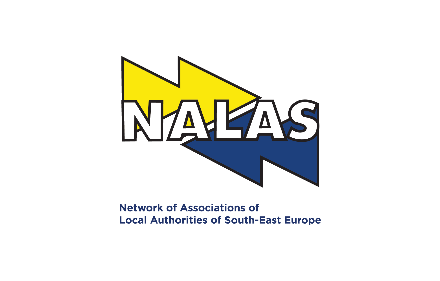 NALAS
Network of Associations of
Local Authorities of South-East Europe